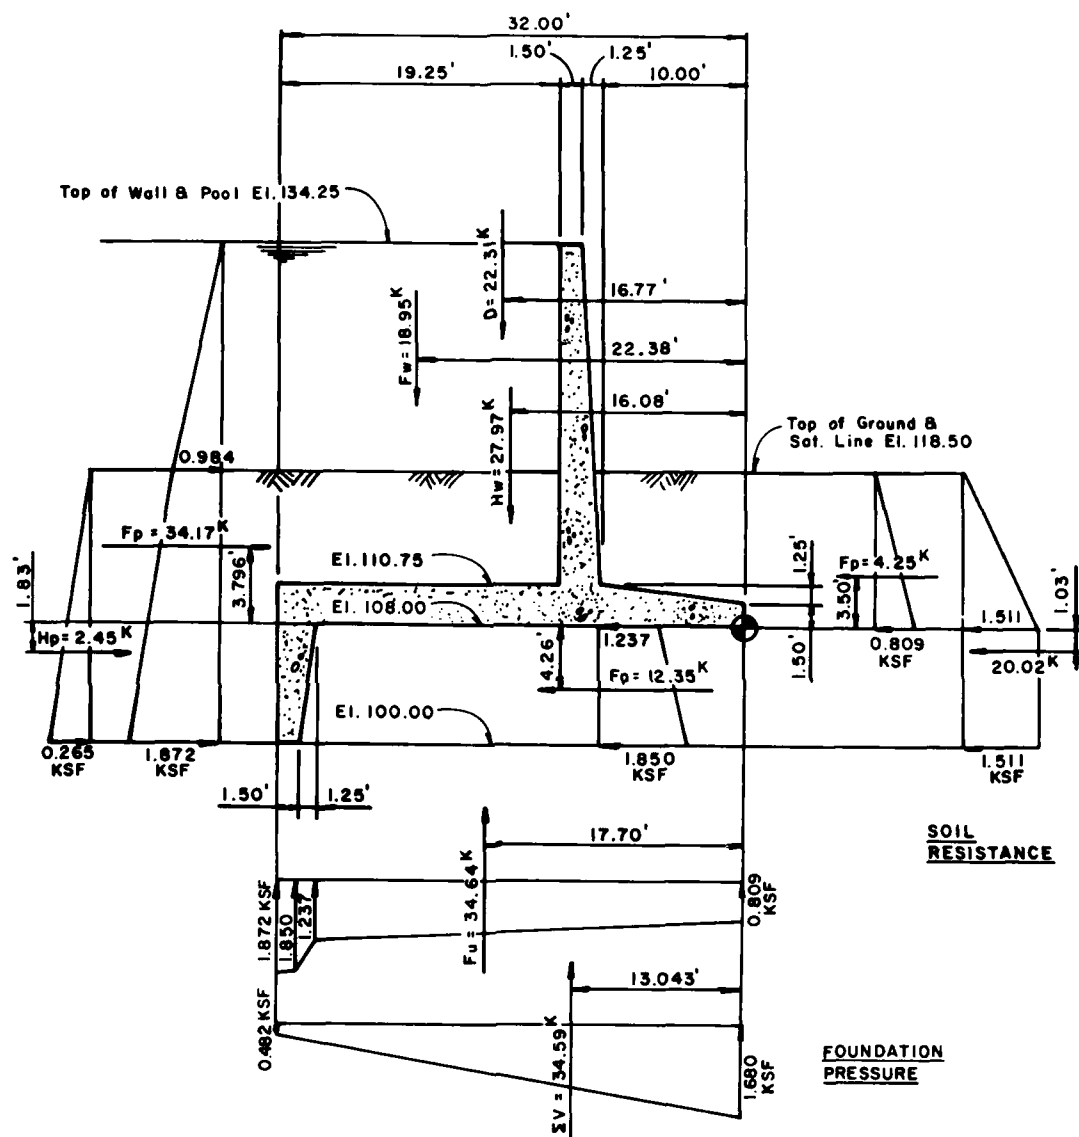 32.00'
1.50'
1.25'
19.25'
10.00'
Top of Wall & Pool El. 134.25
D = 22.31K
16.77'
Fw = 18.95K
22.38'
Hw = 27.97K
16.08'
Top of Ground &
Sat. Line El. 118.50
0.984
Fp = 34.17K
3.796'
1.83'
Hp = 2.45K
El. 110.75
El. 108.00
1.25'
Fp = 4.25K
3.50'
1.03'
1.50'
1.237
0.809
KSF
1.511
20.02K
4.26'
Fp = 12.35K
El. 100.00
0.265
KSF
1.872
KSF
1.850
KSF
1.511
KSF
1.50'
1.25'
17.70'
SOIL
RESISTANCE
1.872 KSF
1.850
1.237
Fu = 34.64K
0.809
KSF
13.043'
0.482 KSF
ΣV = 34.59K
1.680
KSF
FOUNDATION
PRESSURE